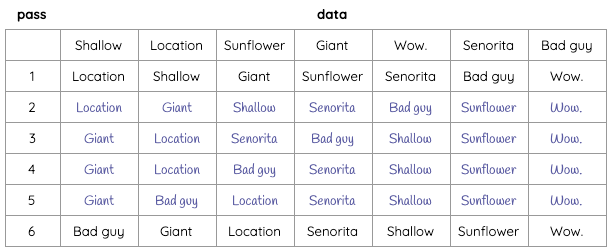 pass data
Shallow Location Sunflower Giant Wow. Senorita Bad guy
1 Location Shallow Giant Sunflower Senorita Bad guy Wow.
2 Location Giant Shallow Senorita Bad guy Sunflower Wow.
3 Giant Location Senorita Bad guy Shallow Sunflower Wow.
4 Giant Location Bad guy Senorita Shallow Sunflower Wow.
5 Giant Bad guy Location Senorita Shallow Sunflower Wow.
6 Bad guy Giant Location Senorita Shallow Sunflower Wow.